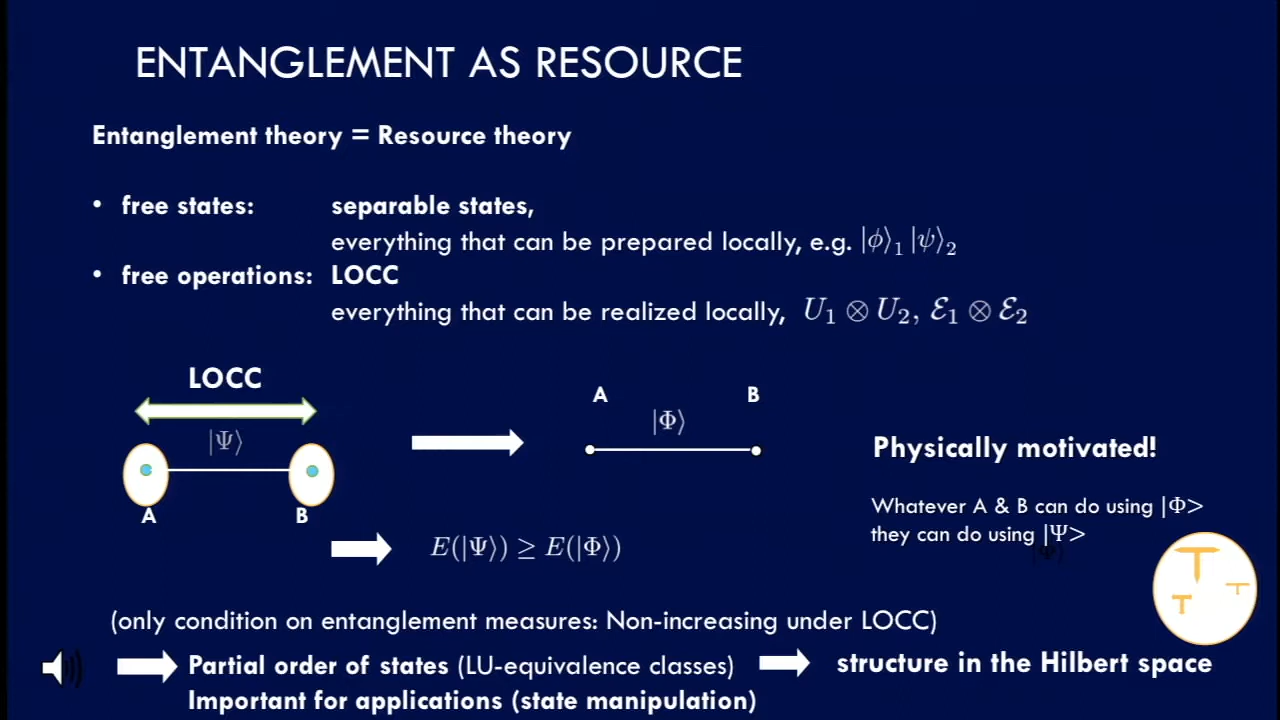 ENTANGLEMENT AS RESOURCE
Entanglement theory = Resource theory
• free states: separable states,
everything that can be prepared locally, e.g. |ϕ⟩₁ |ψ⟩₂
• free operations: LOCC
everything that can be realized locally, U₁ ⊗ U₂, ℰ₁ ⊗ ℰ₂
LOCC
|Ψ⟩
A B
A B
|Φ⟩
E(|Ψ⟩) ≥ E(|Φ⟩)
Physically motivated!
Whatever A & B can do using |Φ>
they can do using |Ψ>
(only condition on entanglement measures: Non-increasing under LOCC)
Partial order of states (LU-equivalence classes)
Important for applications (state manipulation)
structure in the Hilbert space
T
T
T